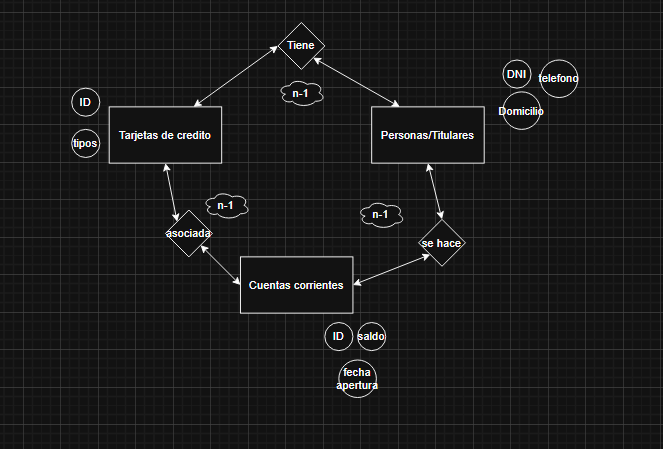 Tiene
n-1
ID
tipos
Tarjetas de credito
Personas/Titulares
DNI
telefono
Domicilio
n-1
asociada
n-1
se hace
Cuentas corrientes
ID
saldo
fecha
apertura